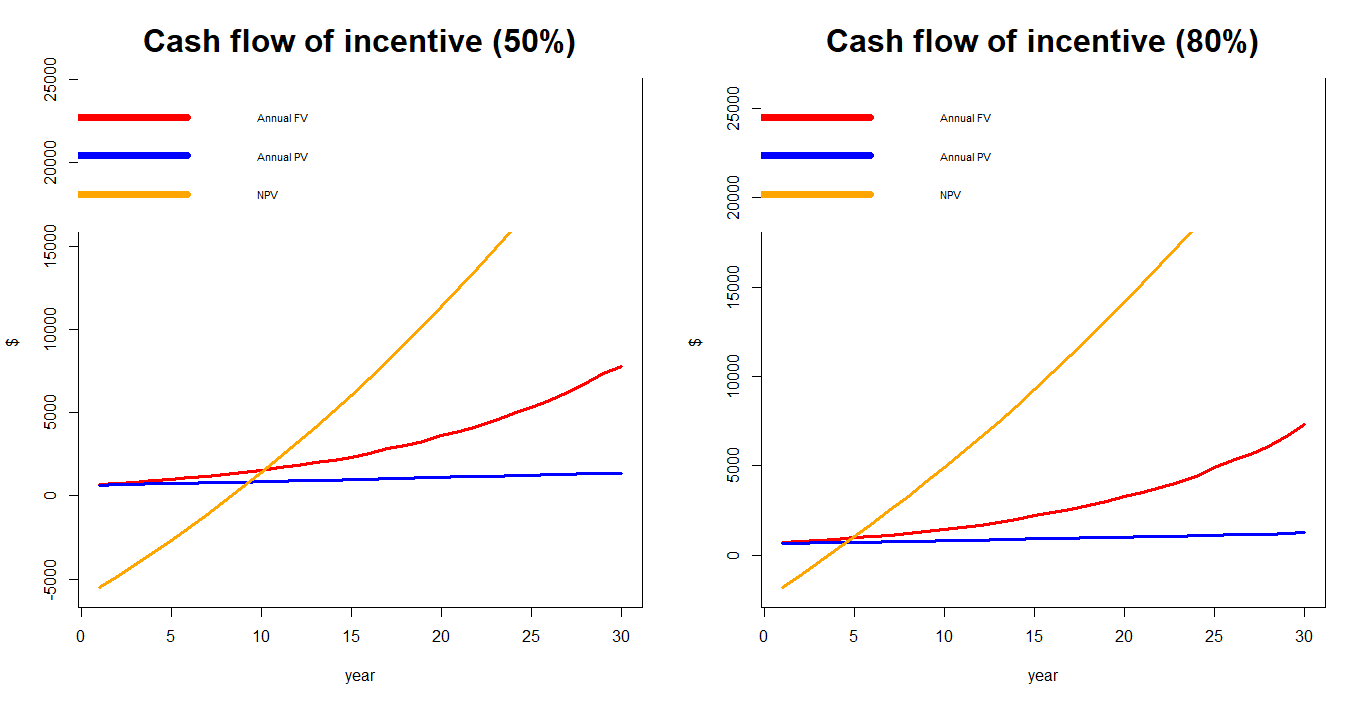 Cash flow of incentive (50%)
25000
20000
15000
10000
5000
0
-5000
$
Annual FV
Annual PV
NPV
0 5 10 15 20 25 30
year
Cash flow of incentive (80%)
25000
20000
15000
10000
5000
0
$
Annual FV
Annual PV
NPV
0 5 10 15 20 25 30
year